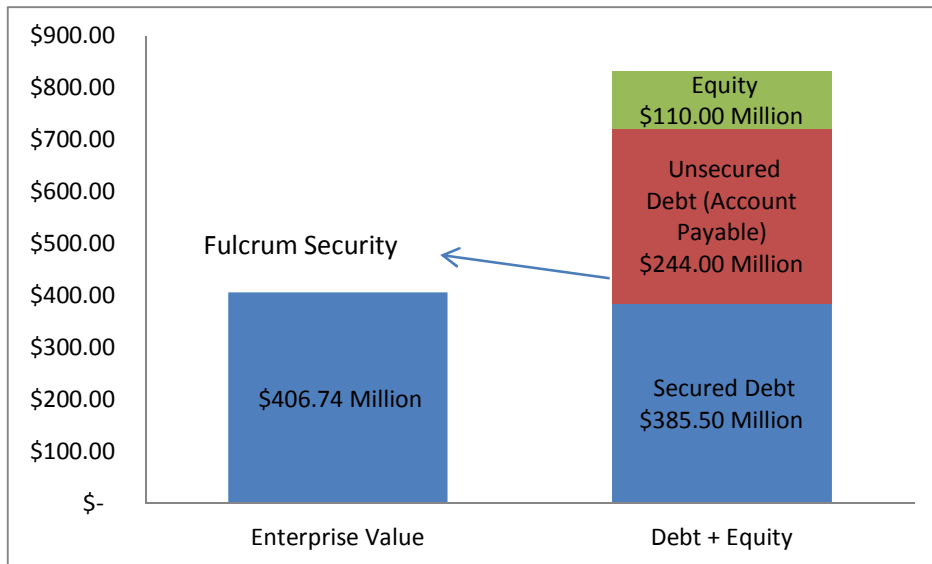 $900.00
$800.00
$700.00
$600.00
$500.00
$400.00
$300.00
$200.00
$100.00
$-
Fulcrum Security
$406.74 Million
Equity
$110.00 Million
Unsecured
Debt (Account
Payable)
$244.00 Million
Secured Debt
$385.50 Million
Enterprise Value
Debt + Equity